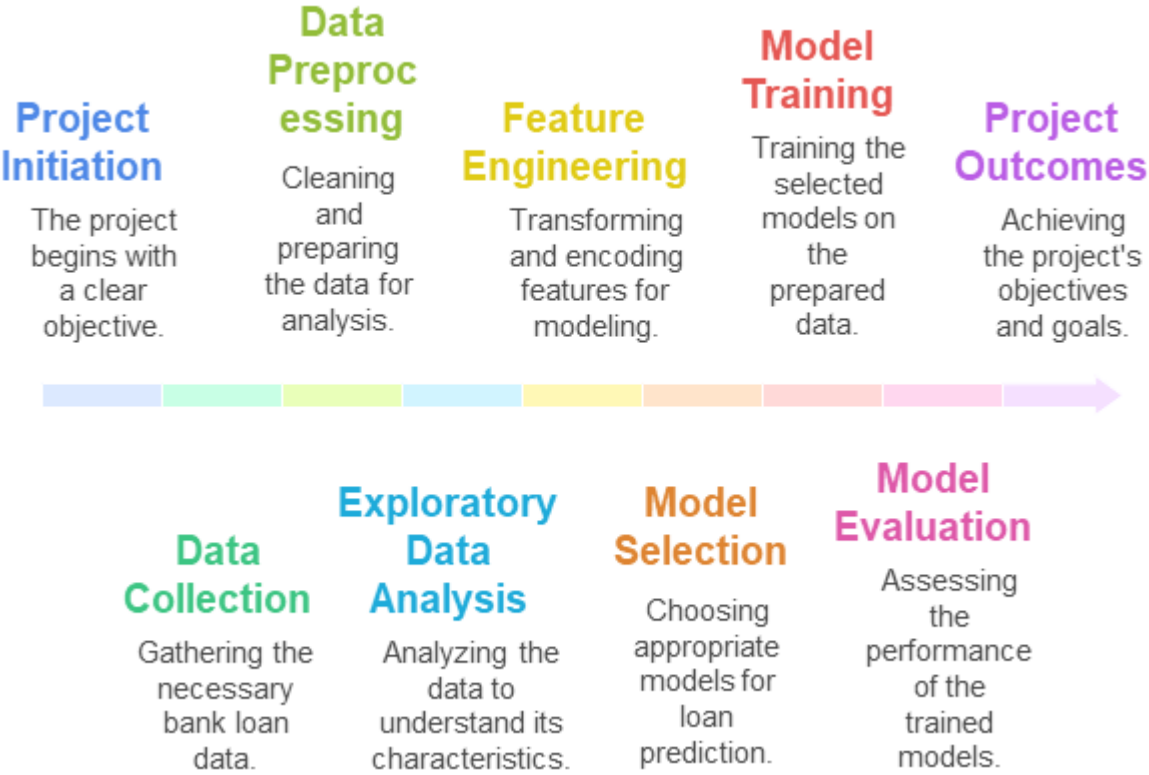 Project
Initiation
The project
begins with
a clear
objective.
Data
Collection
Gathering the
necessary
bank loan
data.
Data
Preproc
essing
Cleaning
and
preparing
the data for
analysis.
Exploratory
Data
Analysis
Analyzing the
data to
understand its
characteristics.
Feature
Engineering
Transforming
and encoding
features for
modeling.
Model
Selection
Choosing
appropriate
models for
loan
prediction.
Model
Training
Training the
selected
models on
the
prepared
data.
Model
Evaluation
Assessing
the
performance
of the
trained
models.
Project
Outcomes
Achieving
the project's
objectives
and goals.